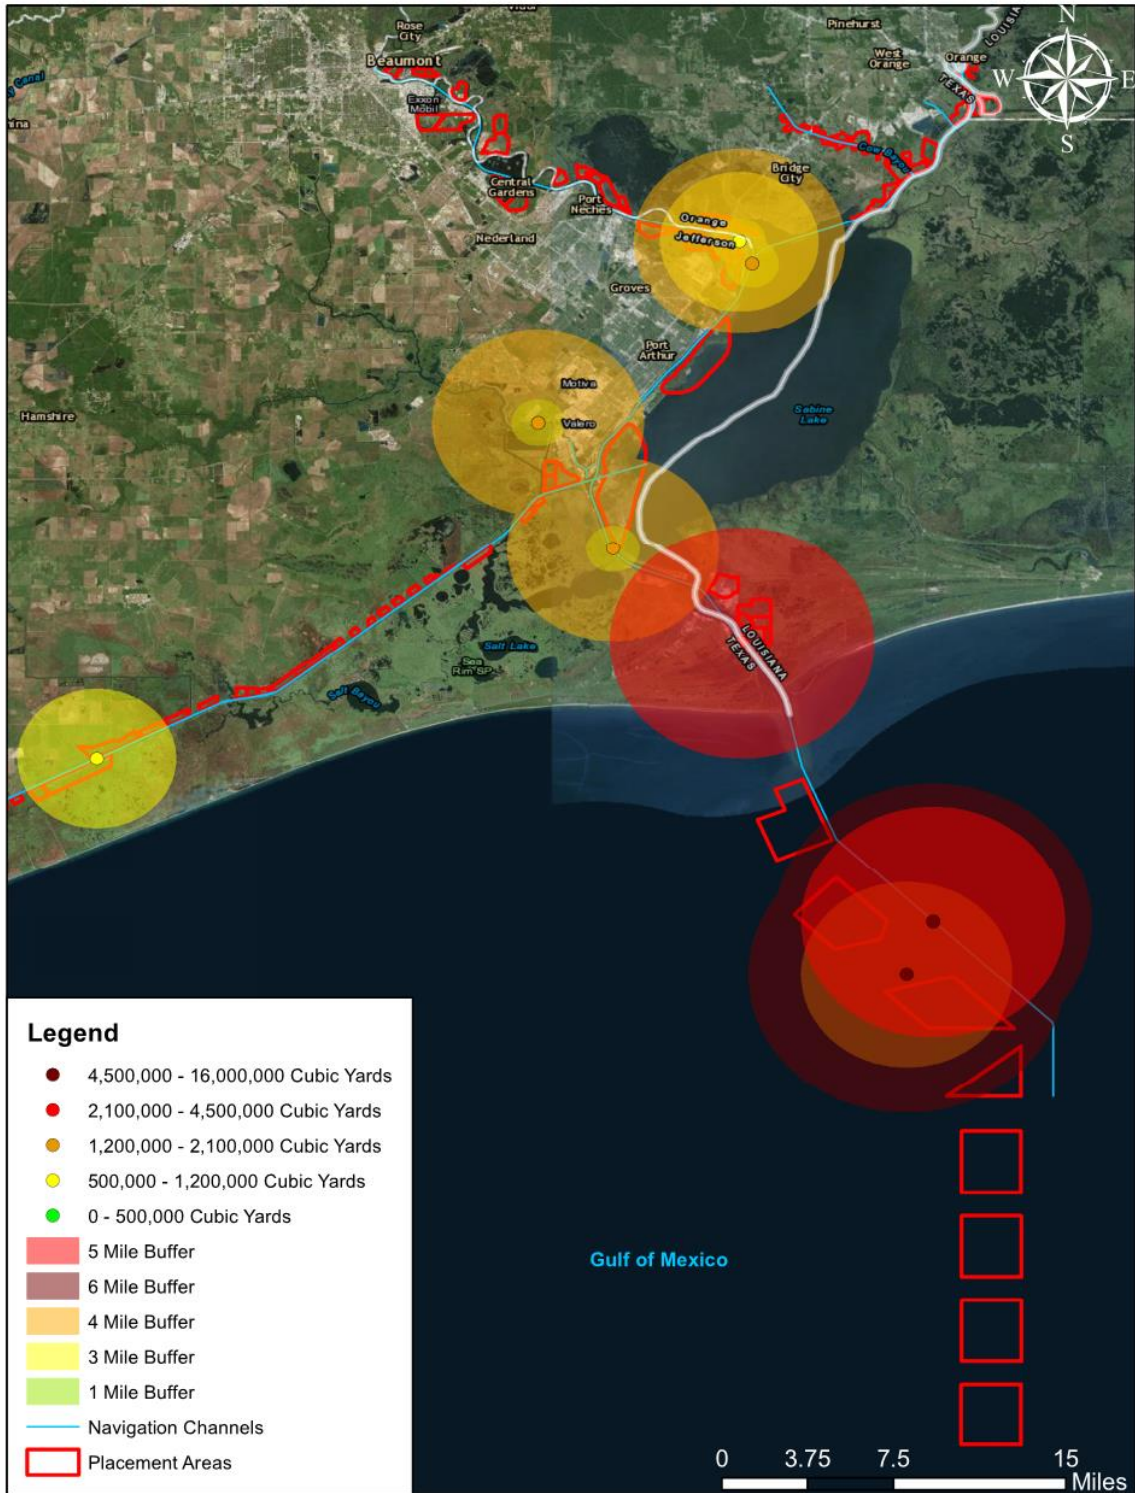 Rose
City
Pinehurst
LOUISIANA
N
Beaumont
West
Orange
Orange
W
E
Canal
Exxon
Mobil
TEXAS
S
Cow Bayou
Central
Gardens
Bridge
City
Port
Neches
Orange
Nederland
Jefferson
Groves
Port
Arthur
Motiva
Hamshire
Valero
Sabine
Lake
LOUISIANA
TEXAS
Salt Lake
Sea
Rim SP
Salt Bayou
Legend
4,500,000 - 16,000,000 Cubic Yards
2,100,000 - 4,500,000 Cubic Yards
1,200,000 - 2,100,000 Cubic Yards
500,000 - 1,200,000 Cubic Yards
0 - 500,000 Cubic Yards
5 Mile Buffer
6 Mile Buffer
4 Mile Buffer
3 Mile Buffer
1 Mile Buffer
Navigation Channels
Placement Areas
Gulf of Mexico
0 3.75 7.5 15
Miles